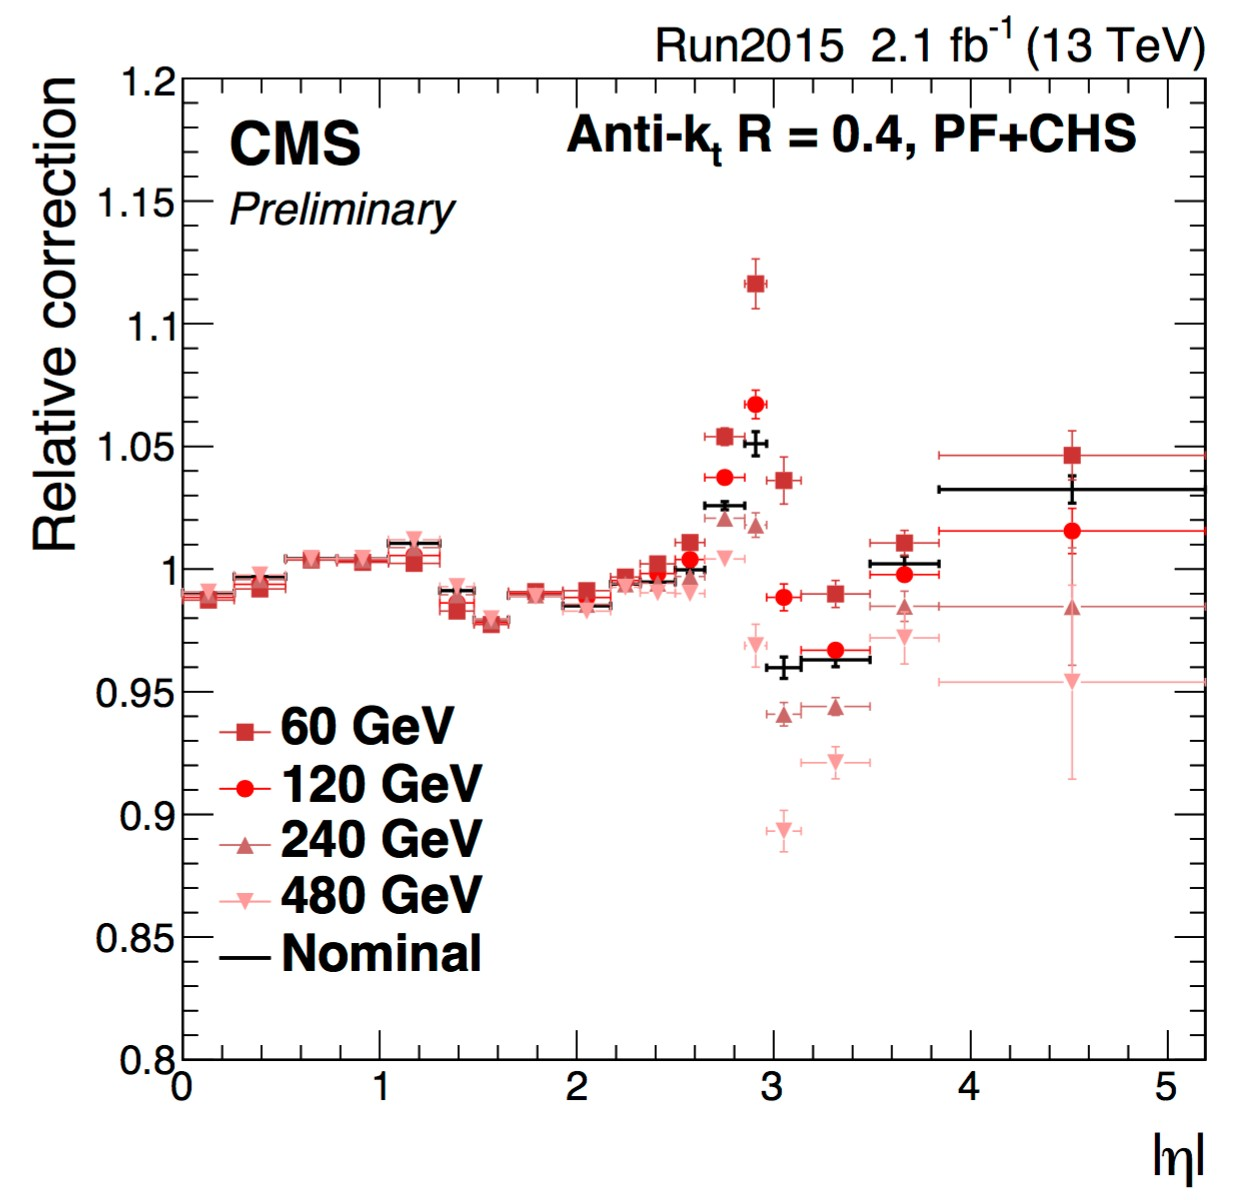 Run2015 2.1 fb-1 (13 TeV)
CMS
Anti-kt R = 0.4, PF+CHS
Preliminary
Relative correction
1.2
1.15
1.1
1.05
1
0.95
0.9
0.85
0.8
60 GeV
120 GeV
240 GeV
480 GeV
Nominal
0 1 2 3 4 5
|η|